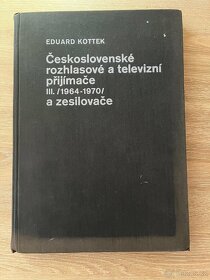 EDUARD KOTTEK
Československé
rozhlasové a televizní
přijímače
III. /1964-1970/
a zesilovače